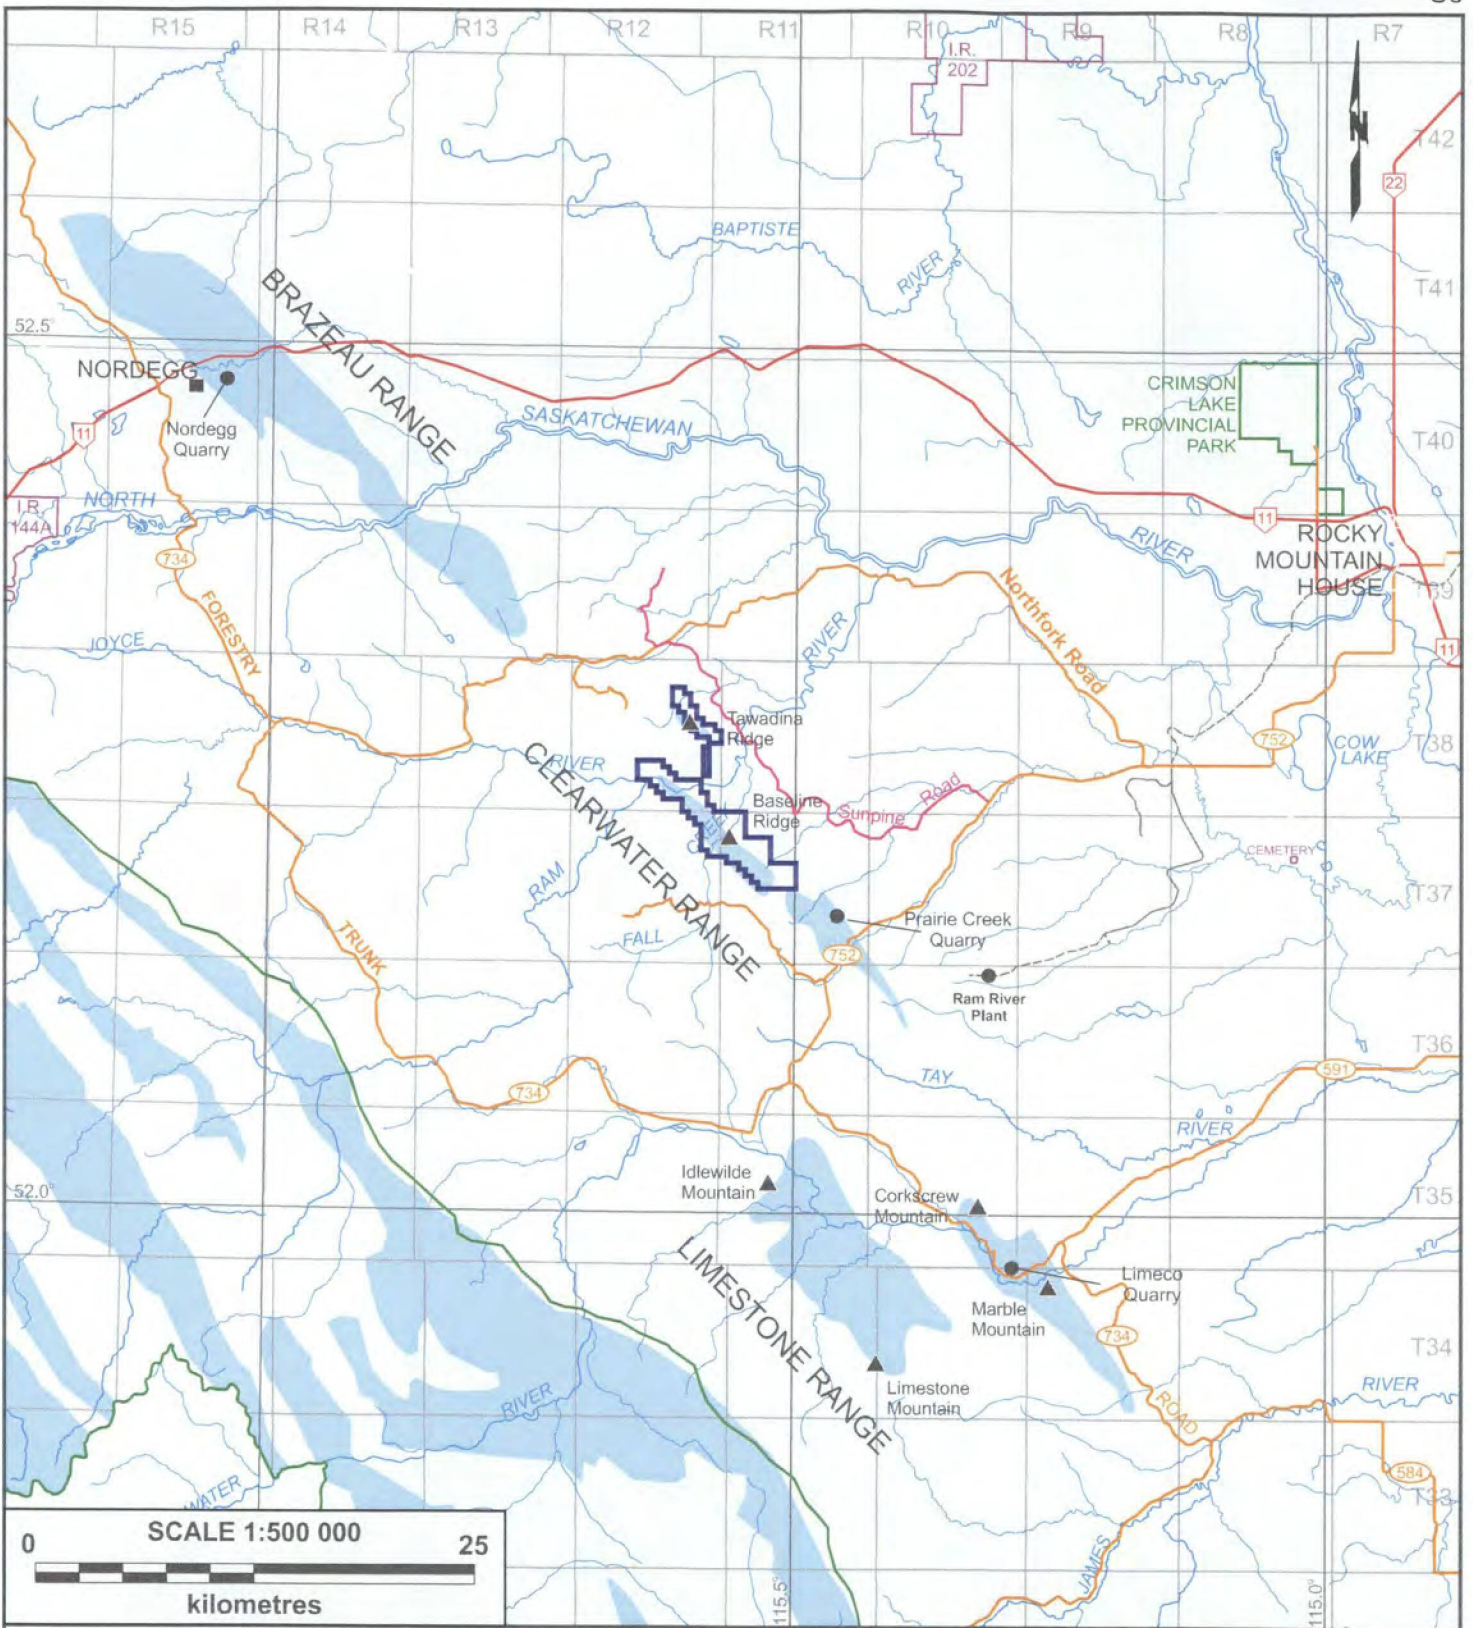 R15 R14 R13 R12 R11 R10 R9 R8 R7
I.R.
202
T42
22
BAPTISTE
RIVER
T41
BRAZEAU RANGE
52.5°
NORDEGG
CRIMSON
LAKE
PROVINCIAL
PARK
SASKATCHEWAN
11
Nordegg
Quarry
T40
I.R.
144A
NORTH
11
RIVER
ROCKY
MOUNTAIN
HOUSE
734
FORESTRY
Northfork Road
T39
JOYCE
RIVER
11
Tawadina
Ridge
752
COW
LAKE
T38
CLEARWATER RANGE
RIVER
Baseline
Ridge
Sunpine Road
CEMETERY
RAM
T37
Prairie Creek
Quarry
TRUNK
FALL
752
Ram River
Plant
T36
734
TAY
591
RIVER
Idlewilde
Mountain
Corkscrew
Mountain
52.0°
T35
LIMESTONE RANGE
Limeco
Quarry
Marble
Mountain
734
T34
Limestone
Mountain
RIVER
ROAD
RIVER
584
T33
WATER
JAMES
115.5°
115.0°
SCALE 1:500 000
0 25
kilometres
N